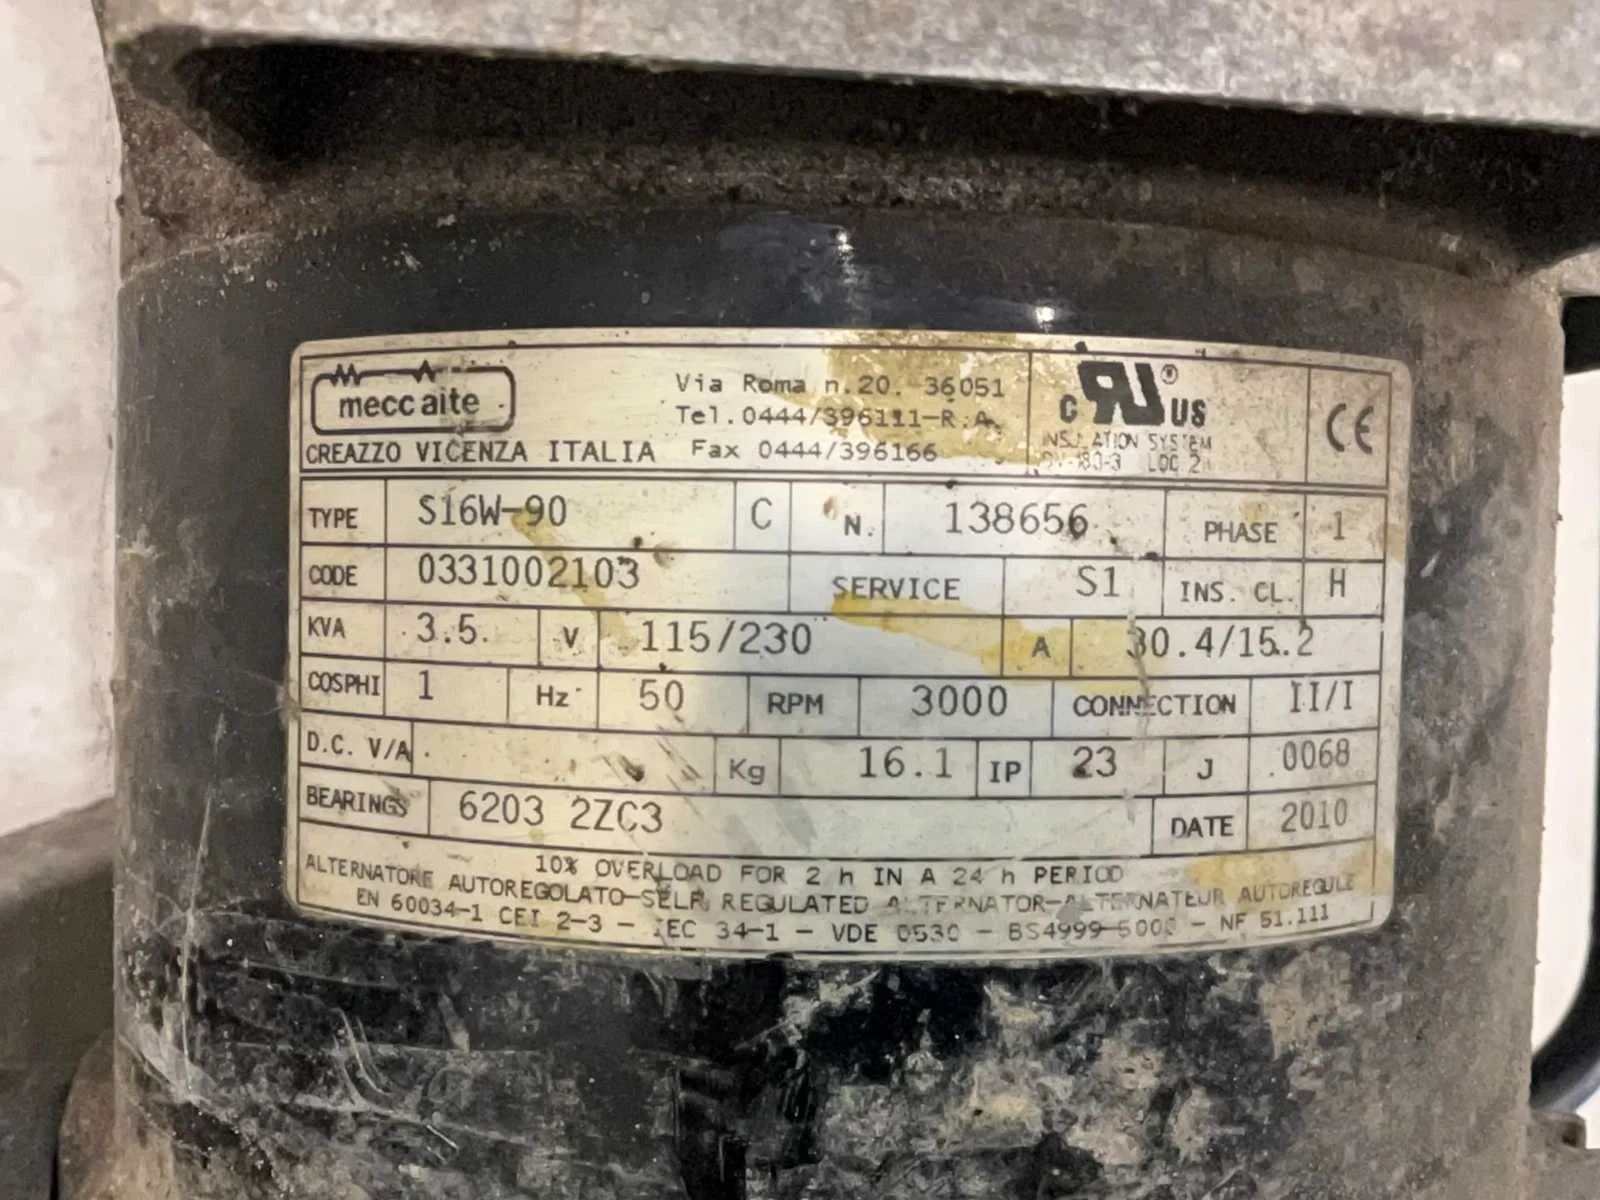 meccaite
Via Roma n.20. 36051
Tel.0444/396111-R.A.
CREAZZO VICENZA ITALIA Fax 0444/396166
C RU ® US
INSULATION SYSTEM
CE
TYPE S16W-90 C N. 138656 PHASE 1
CODE 0331002103 SERVICE S1 INS. CL. H
KVA 3.5 V 115/230 A 30.4/15.2
COSPHI 1 Hz 50 RPM 3000 CONNECTION II/I
D.C. V/A Kg 16.1 IP 23 J .0068
BEARINGS 6203 2ZC3 DATE 2010
10% OVERLOAD FOR 2 h IN A 24 h PERIOD
ALTERNATORE AUTOREGOLATO-SELF REGULATED ALTERNATOR-ALTERNATEUR AUTOREGULE
EN 60034-1 CEI 2-3 - IEC 34-1 - VDE 0530 - BS4999-5000 - NF 51.111